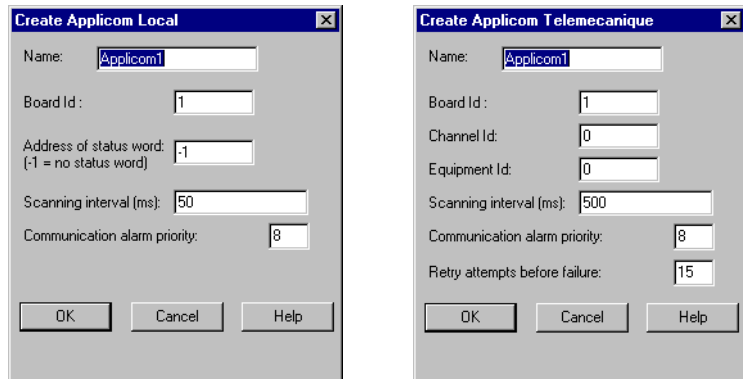 Create Applicom Local
Name: Applicom1
Board Id : 1
Address of status word:
(-1 = no status word) -1
Scanning interval (ms): 50
Communication alarm priority: 8
OK Cancel Help
Create Applicom Telemecanique
Name: Applicom1
Board Id : 1
Channel Id: 0
Equipment Id: 0
Scanning interval (ms): 500
Communication alarm priority: 8
Retry attempts before failure: 15
OK Cancel Help